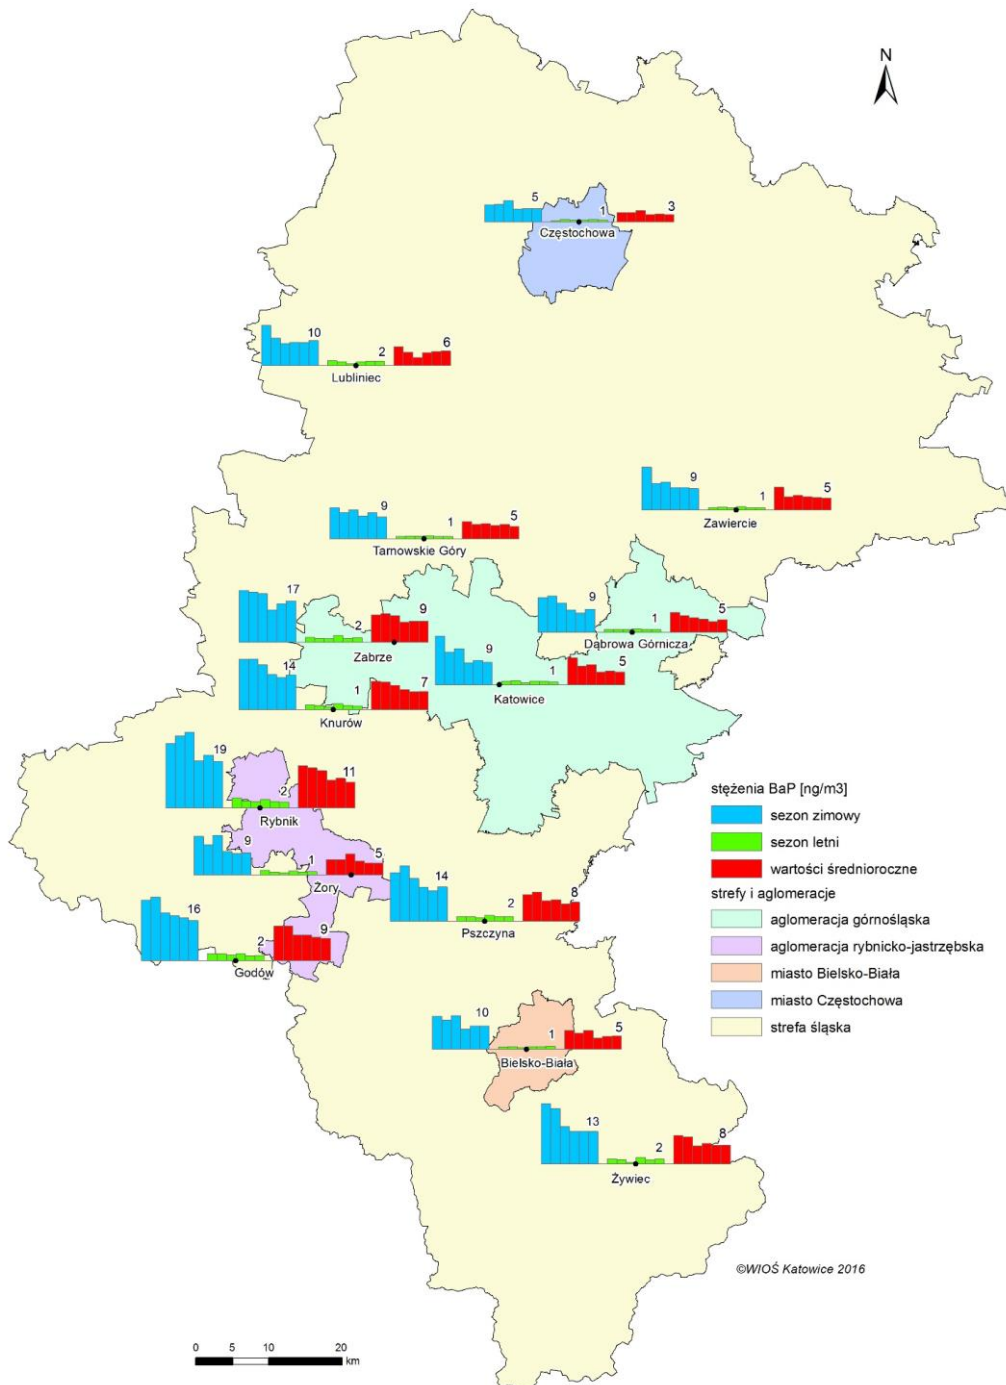 N
5
1
3
Częstochowa
10
2
6
Lubliniec
9
1
5
Zawiercie
9
1
5
Tarnowskie Góry
17
2
9
Zabrze
9
1
5
Dąbrowa Górnicza
14
1
7
Knurów
9
1
5
Katowice
19
2
11
Rybnik
9
1
5
Żory
14
2
8
Pszczyna
16
2
9
Godów
10
1
5
Bielsko-Biała
13
2
8
Żywiec
stężenia BaP [ng/m3]
sezon zimowy
sezon letni
wartości średnioroczne
strefy i aglomeracje
aglomeracja górnośląska
aglomeracja rybnicko-jastrzębska
miasto Bielsko-Biała
miasto Częstochowa
strefa śląska
©WIOŚ Katowice 2016
0 5 10 20
km